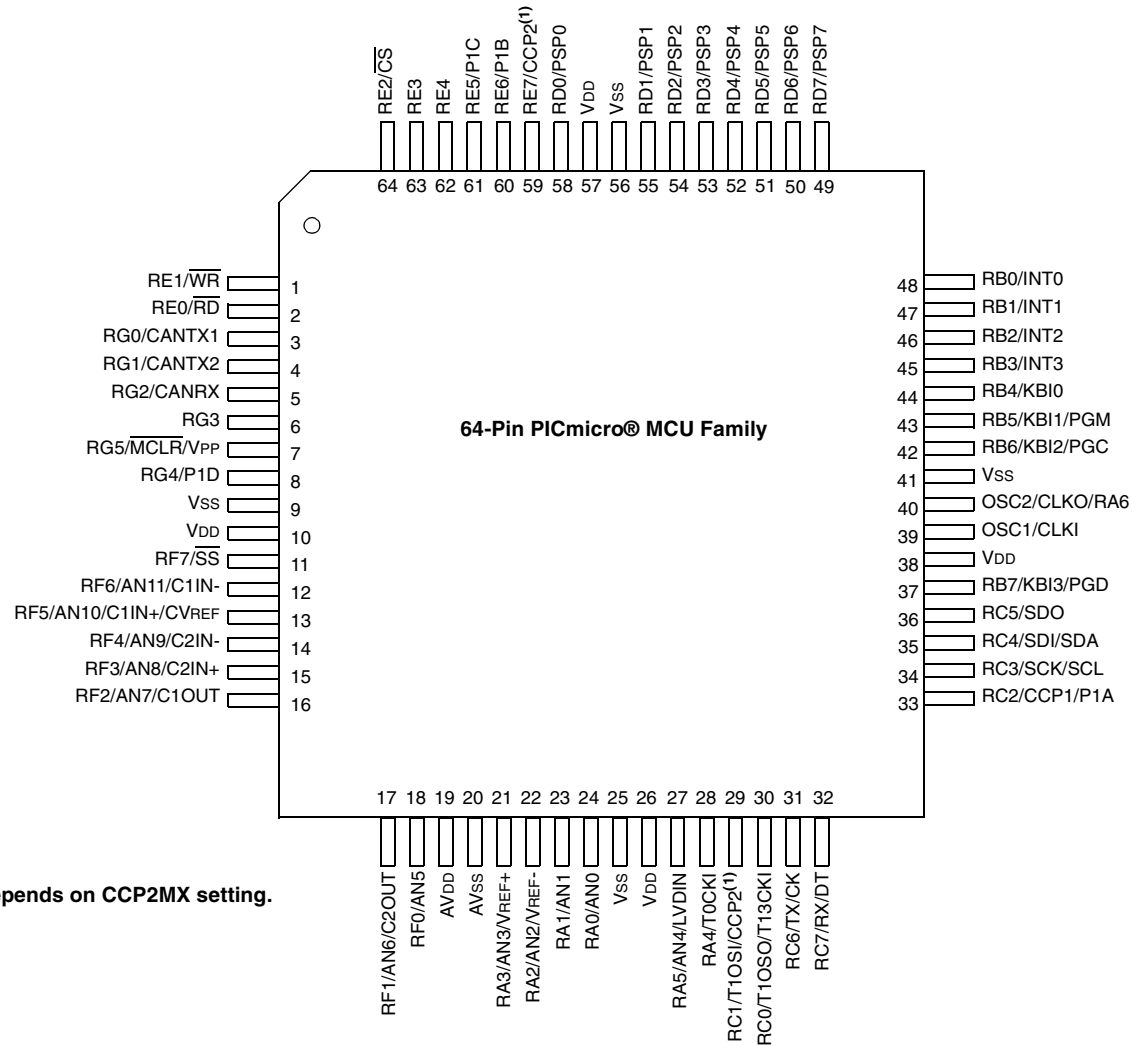 RE2/CS
RE3
RE4
RE5/P1C
RE6/P1B
RE7/CCP2(1)
RD0/PSP0
VDD
VSS
RD1/PSP1
RD2/PSP2
RD3/PSP3
RD4/PSP4
RD5/PSP5
RD6/PSP6
RD7/PSP7
64 63 62 61 60 59 58 57 56 55 54 53 52 51 50 49
RE1/WR 1
RE0/RD 2
RG0/CANTX1 3
RG1/CANTX2 4
RG2/CANRX 5
RG3 6
RG5/MCLR/VPP 7
RG4/P1D 8
VSS 9
VDD 10
RF7/SS 11
RF6/AN11/C1IN- 12
RF5/AN10/C1IN+/CVREF 13
RF4/AN9/C2IN- 14
RF3/AN8/C2IN+ 15
RF2/AN7/C1OUT 16
64-Pin PICmicro® MCU Family
48 RB0/INT0
47 RB1/INT1
46 RB2/INT2
45 RB3/INT3
44 RB4/KBI0
43 RB5/KBI1/PGM
42 RB6/KBI2/PGC
41 VSS
40 OSC2/CLKO/RA6
39 OSC1/CLKI
38 VDD
37 RB7/KBI3/PGD
36 RC5/SDO
35 RC4/SDI/SDA
34 RC3/SCK/SCL
33 RC2/CCP1/P1A
17 18 19 20 21 22 23 24 25 26 27 28 29 30 31 32
RF1/AN6/C2OUT
RF0/AN5
AVDD
AVSS
RA3/AN3/VREF+
RA2/AN2/VREF-
RA1/AN1
RA0/AN0
VSS
VDD
RA5/AN4/LVDIN
RA4/T0CKI
RC1/T1OSI/CCP2(1)
RC0/T1OSO/T13CKI
RC6/TX/CK
RC7/RX/DT
epends on CCP2MX setting.